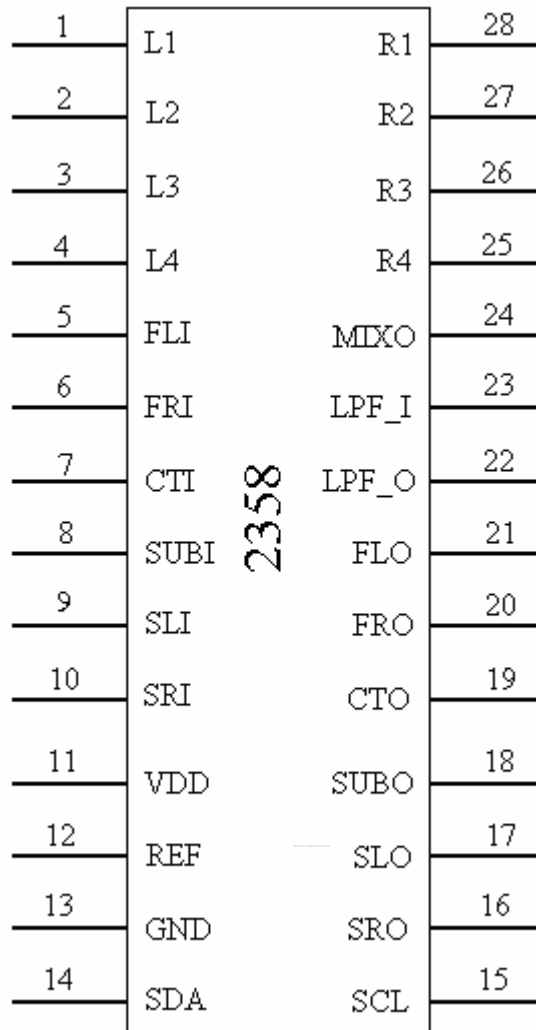 1 L1 R1 28
2 L2 R2 27
3 L3 R3 26
4 L4 R4 25
5 FLI MIXO 24
6 FRI LPF_I 23
7 CTI LPF_O 22
2358
8 SUBI FLO 21
9 SLI FRO 20
10 SRI CTO 19
11 VDD SUBO 18
12 REF SLO 17
13 GND SRO 16
14 SDA SCL 15